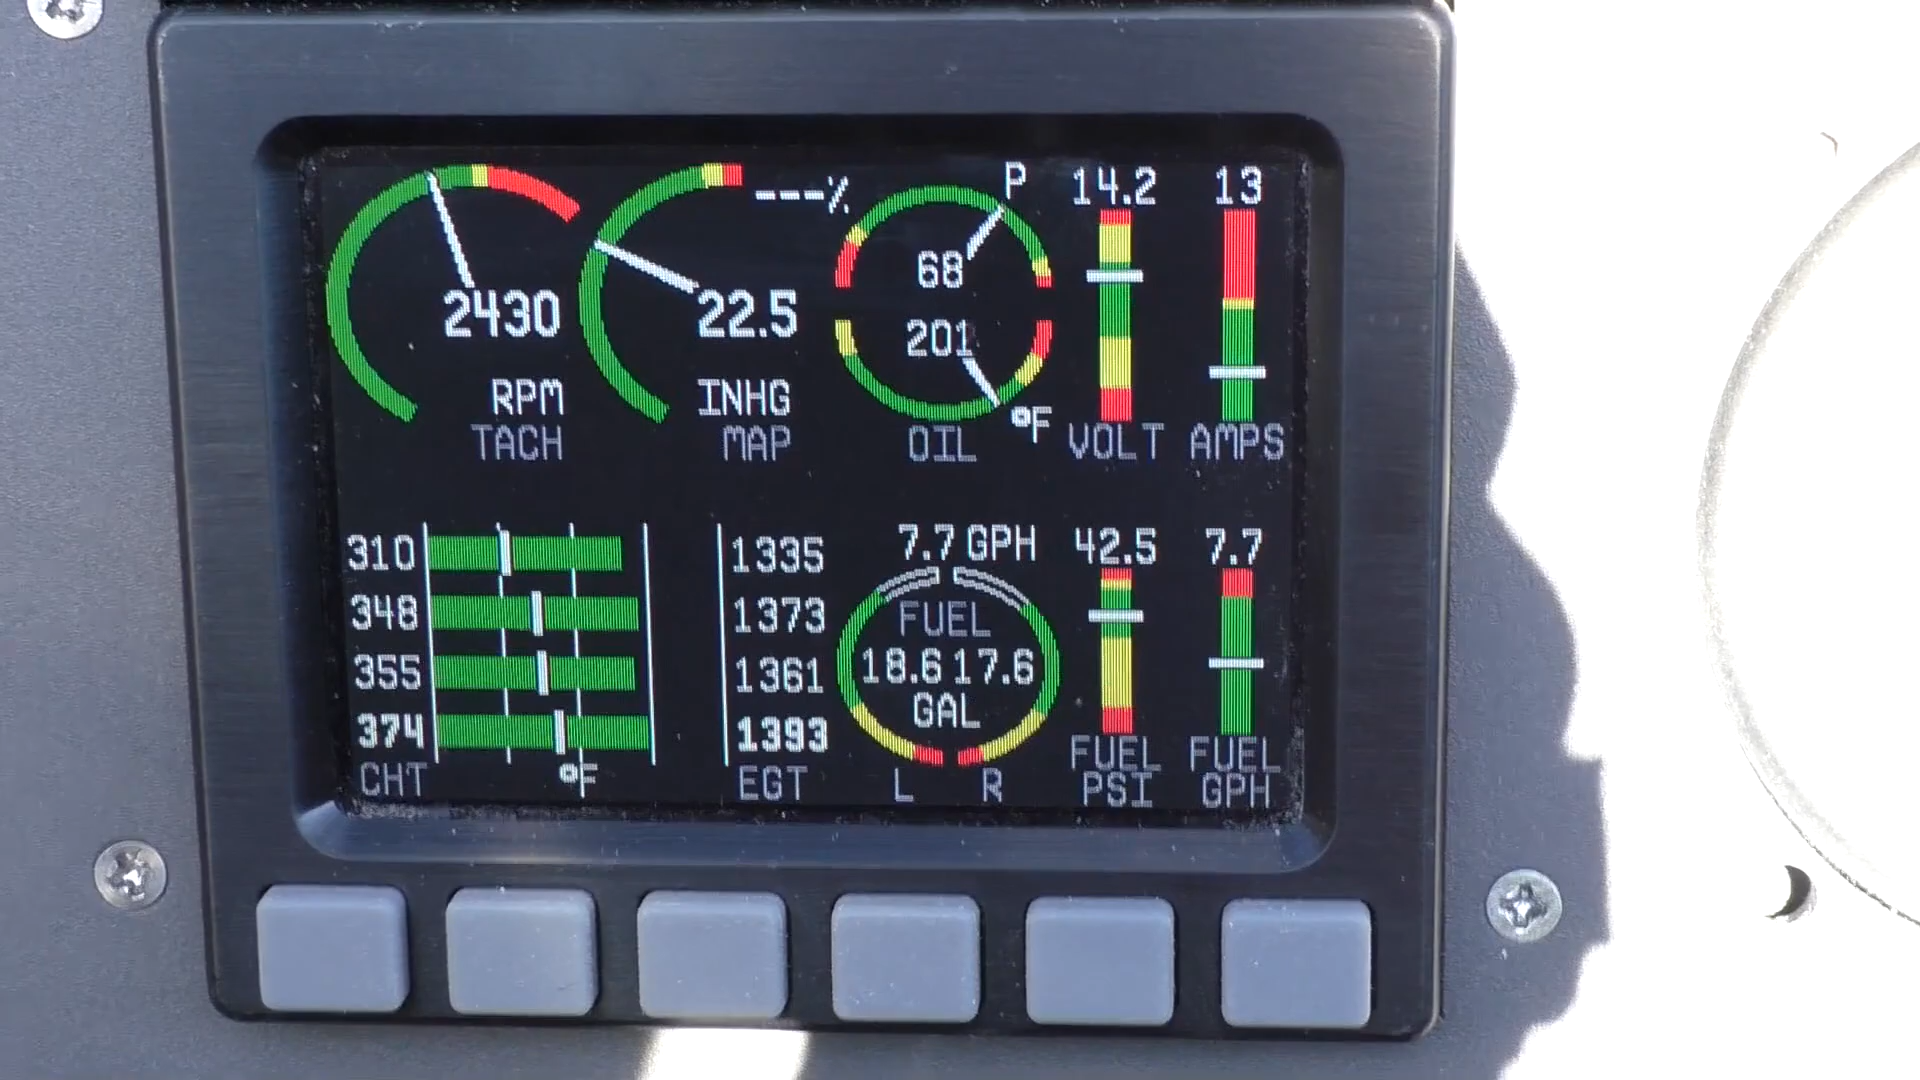 ---%
2430
RPM
TACH
22.5
INHG
MAP
P
68
201
°F
OIL
14.2
VOLT
13
AMPS
310
348
355
374
CHT
°F
1335
1373
1361
1393
EGT
7.7 GPH
FUEL
18.6 17.6
GAL
L R
42.5
FUEL
PSI
7.7
FUEL
GPH